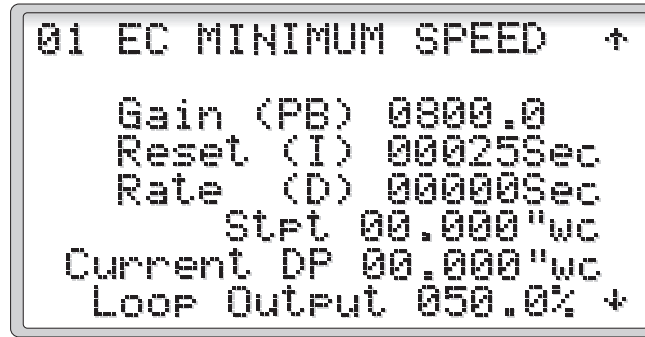 01 EC MINIMUM SPEED ↑
Gain (PB) 0800.0
Reset (I) 00025Sec
Rate (D) 00000Sec
Stpt 00.000"wc
Current DP 00.000"wc
Loop Output 050.0% ↓